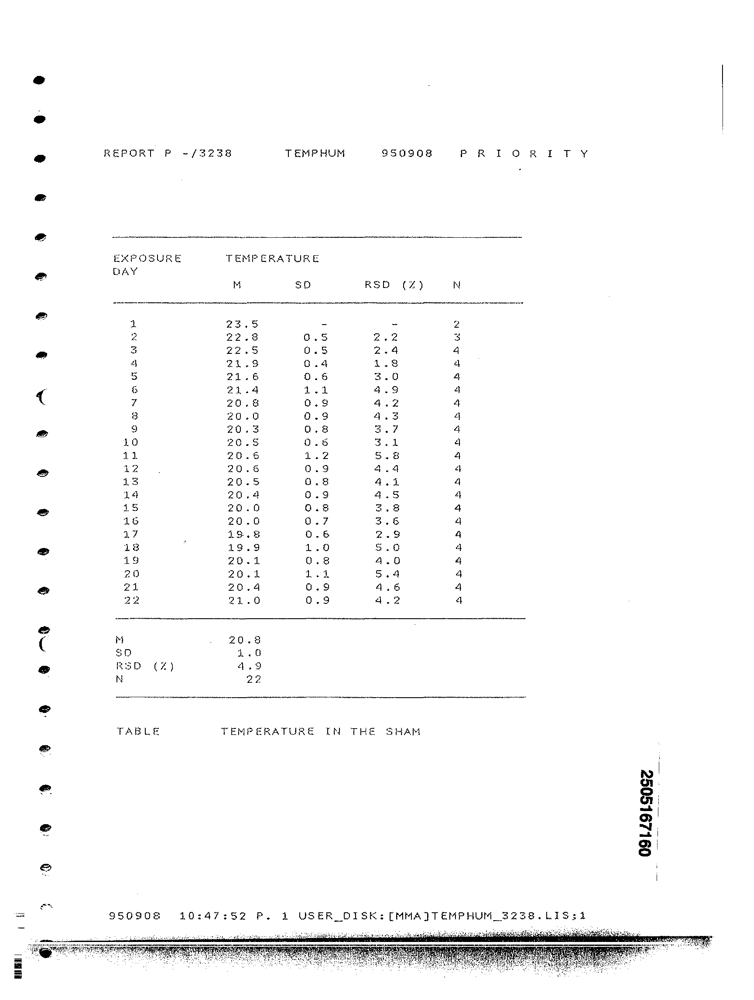 REPORT P -/3238 TEMPHUM 950908 P R I O R I T Y
EXPOSURE TEMPERATURE
DAY
M SD RSD (%) N
1 23.5 - - 2
2 22.8 0.5 2.2 3
3 22.5 0.5 2.4 4
4 21.9 0.4 1.8 4
5 21.6 0.6 3.0 4
6 21.4 1.1 4.9 4
7 20.8 0.9 4.2 4
8 20.0 0.9 4.3 4
9 20.3 0.8 3.7 4
10 20.5 0.6 3.1 4
11 20.6 1.2 5.8 4
12 20.6 0.9 4.4 4
13 20.5 0.8 4.1 4
14 20.4 0.9 4.5 4
15 20.0 0.8 3.8 4
16 20.0 0.7 3.6 4
17 19.8 0.6 2.9 4
18 19.9 1.0 5.0 4
19 20.1 0.8 4.0 4
20 20.1 1.1 5.4 4
21 20.4 0.9 4.6 4
22 21.0 0.9 4.2 4
M 20.8
SD 1.0
RSD (%) 4.9
N 22
TABLE TEMPERATURE IN THE SHAM
2505167160
950908 10:47:52 P. 1 USER_DISK:[MMA]TEMPHUM_3238.LIS;1